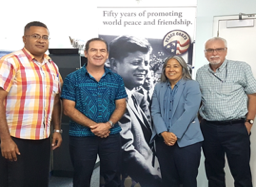 Fifty years of promoting
world peace and friendship.